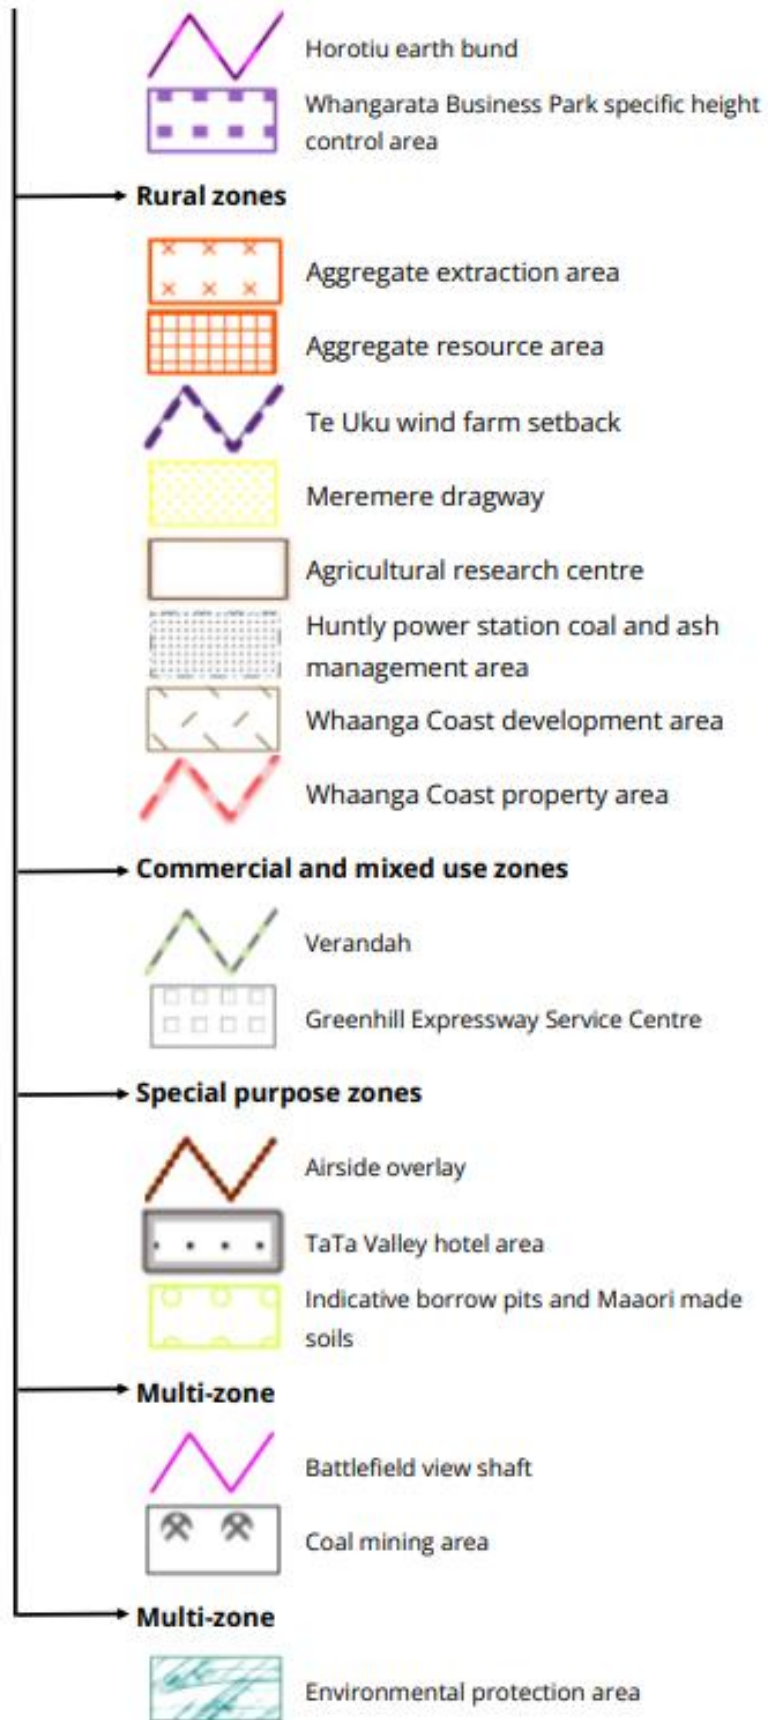 Horotiu earth bund
Whangarata Business Park specific height
control area
Rural zones
Aggregate extraction area
Aggregate resource area
Te Uku wind farm setback
Meremere dragway
Agricultural research centre
Huntly power station coal and ash
management area
Whaanga Coast development area
Whaanga Coast property area
Commercial and mixed use zones
Verandah
Greenhill Expressway Service Centre
Special purpose zones
Airside overlay
TaTa Valley hotel area
Indicative borrow pits and Maaori made
soils
Multi-zone
Battlefield view shaft
Coal mining area
Multi-zone
Environmental protection area